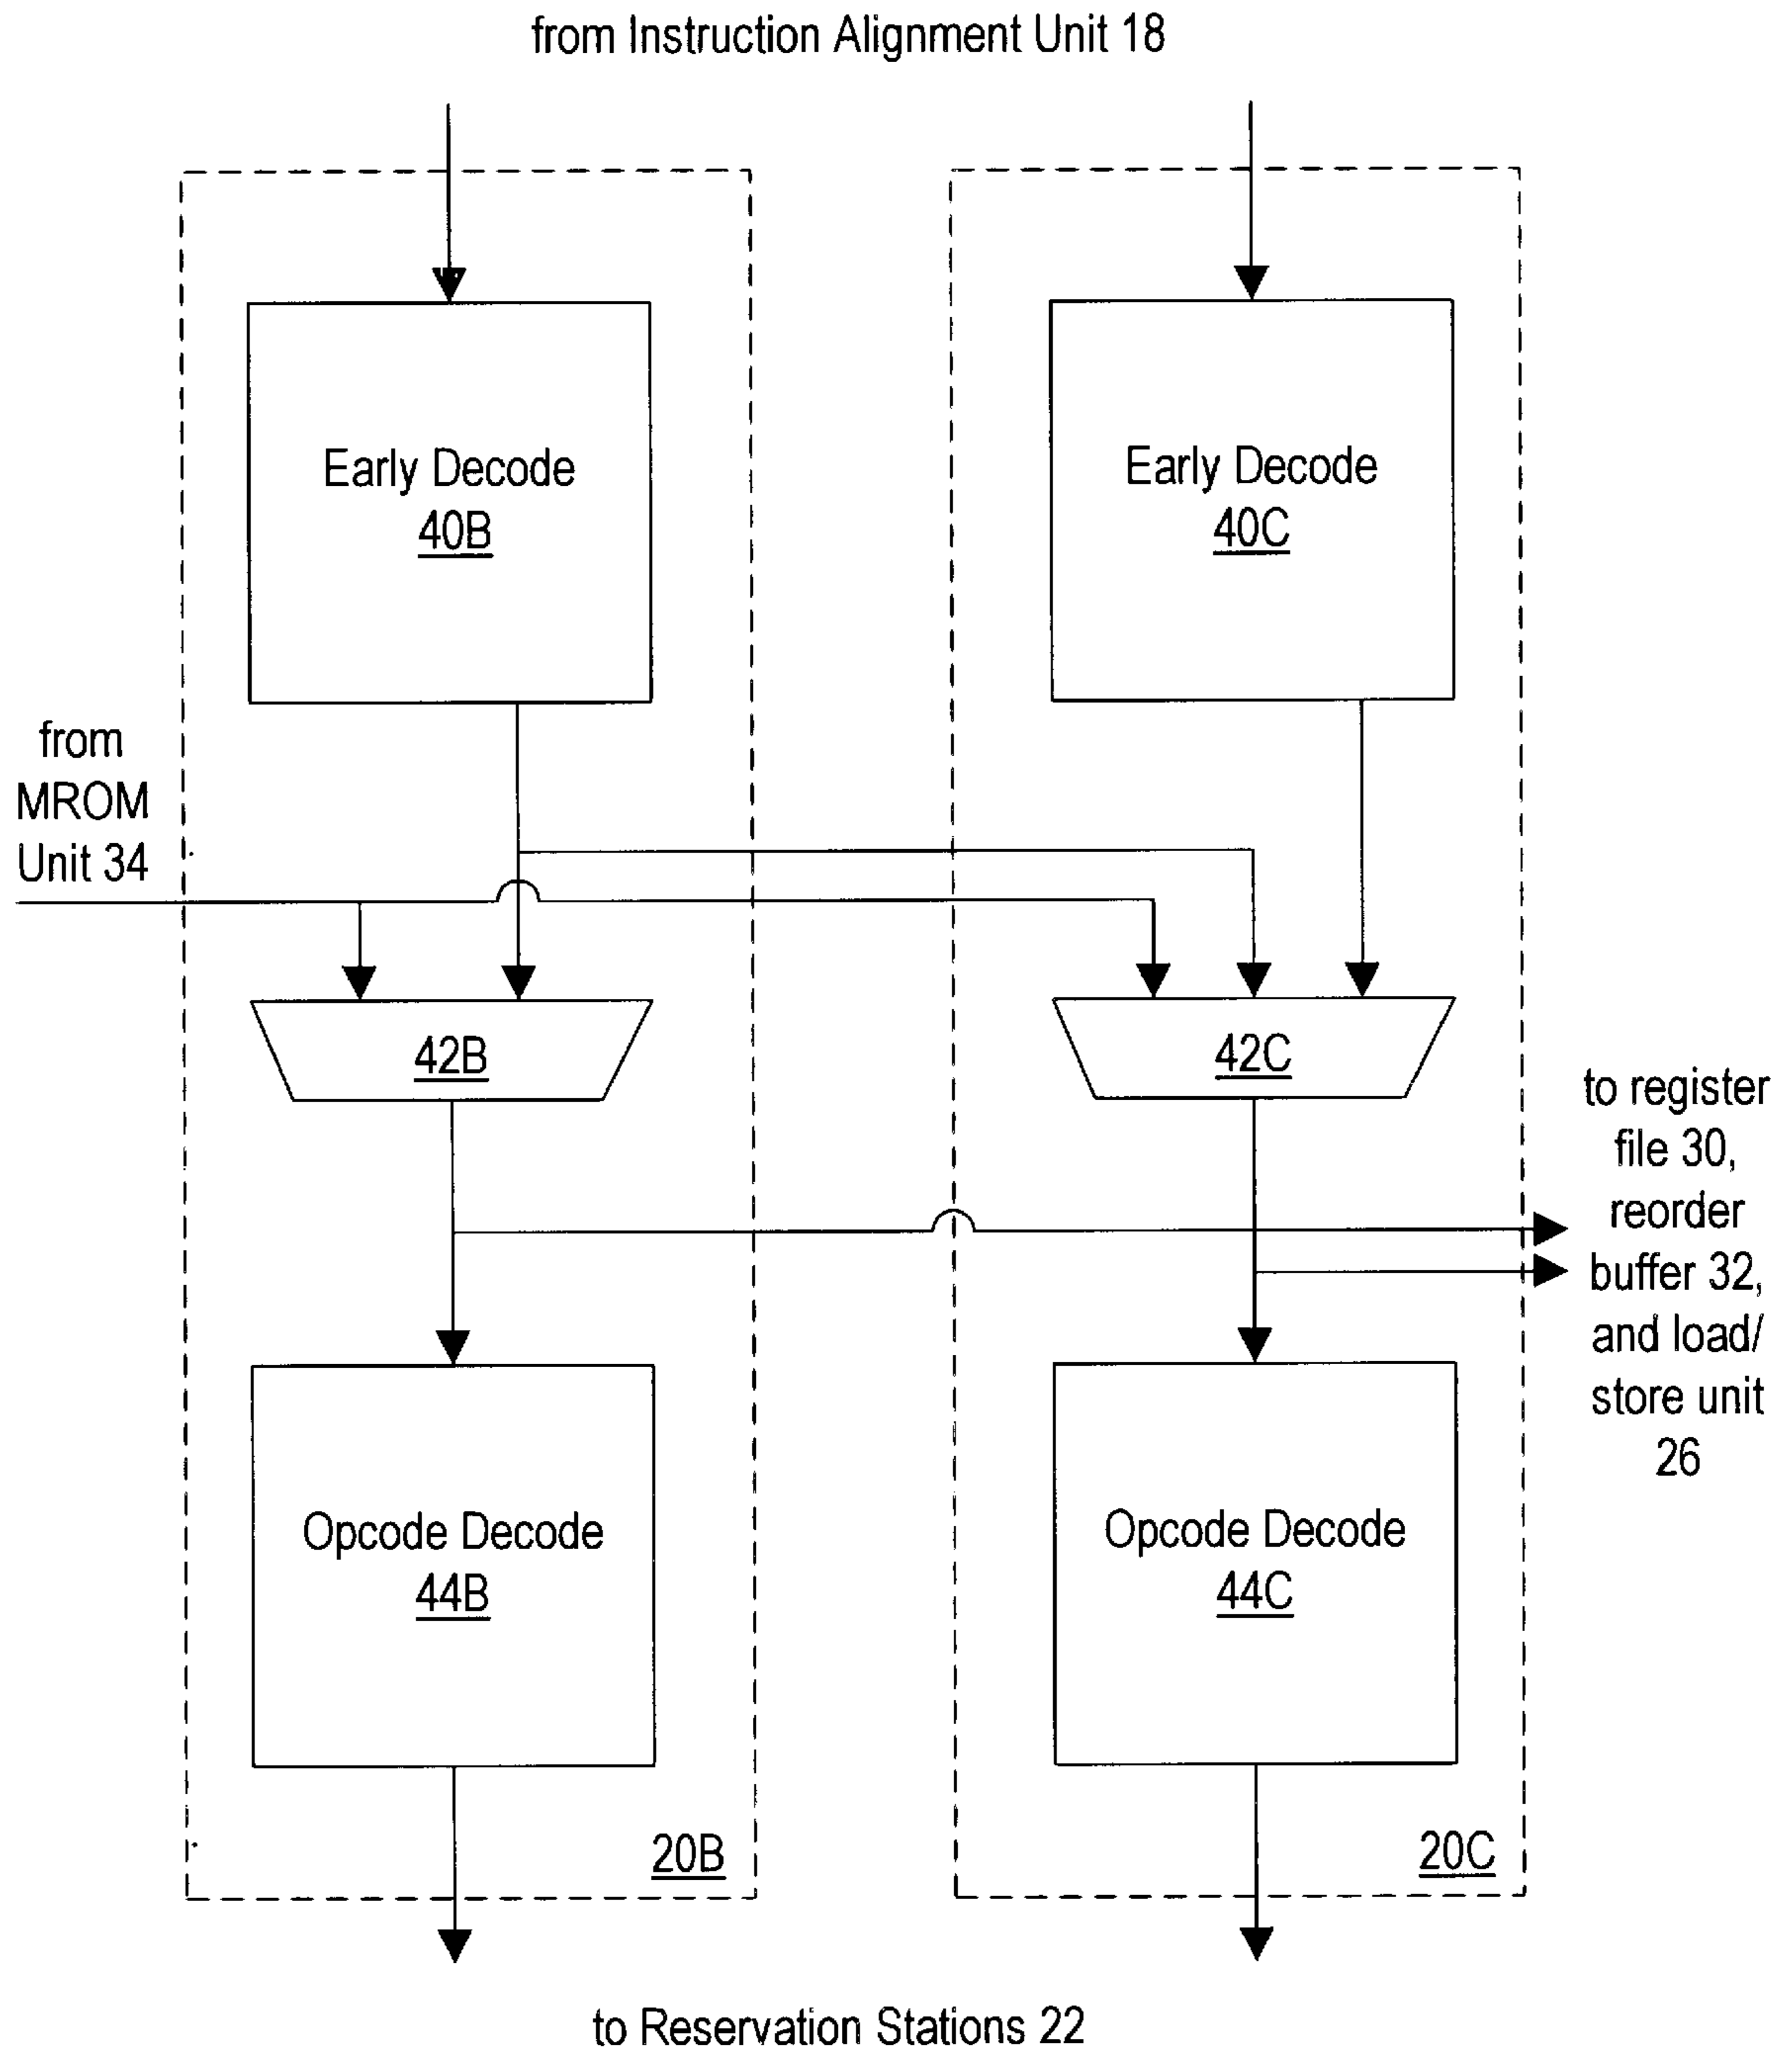 from Instruction Alignment Unit 18
Early Decode
40B
Early Decode
40C
from
MROM
Unit 34
42B
42C
to register
file 30,
reorder
buffer 32,
and load/
store unit
26
Opcode Decode
44B
Opcode Decode
44C
20B
20C
to Reservation Stations 22